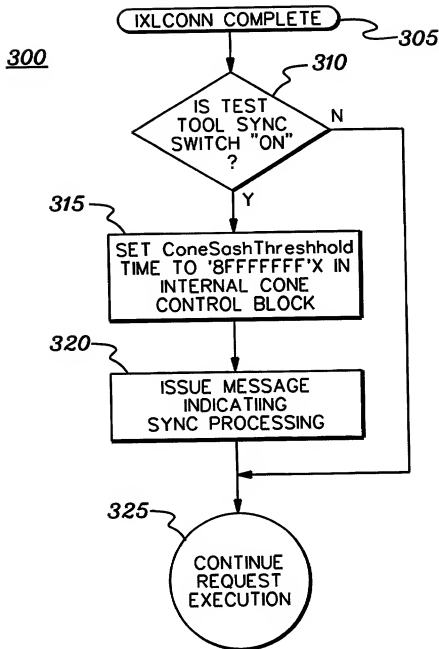 IXLCONN COMPLETE
305
300
310
IS TEST
TOOL SYNC
SWITCH "ON"
?
N
Y
315
SET ConeSashThreshhold
TIME TO '8FFFFFFF'X IN
INTERNAL CONE
CONTROL BLOCK
320
ISSUE MESSAGE
INDICATIING
SYNC PROCESSING
325
CONTINUE
REQUEST
EXECUTION